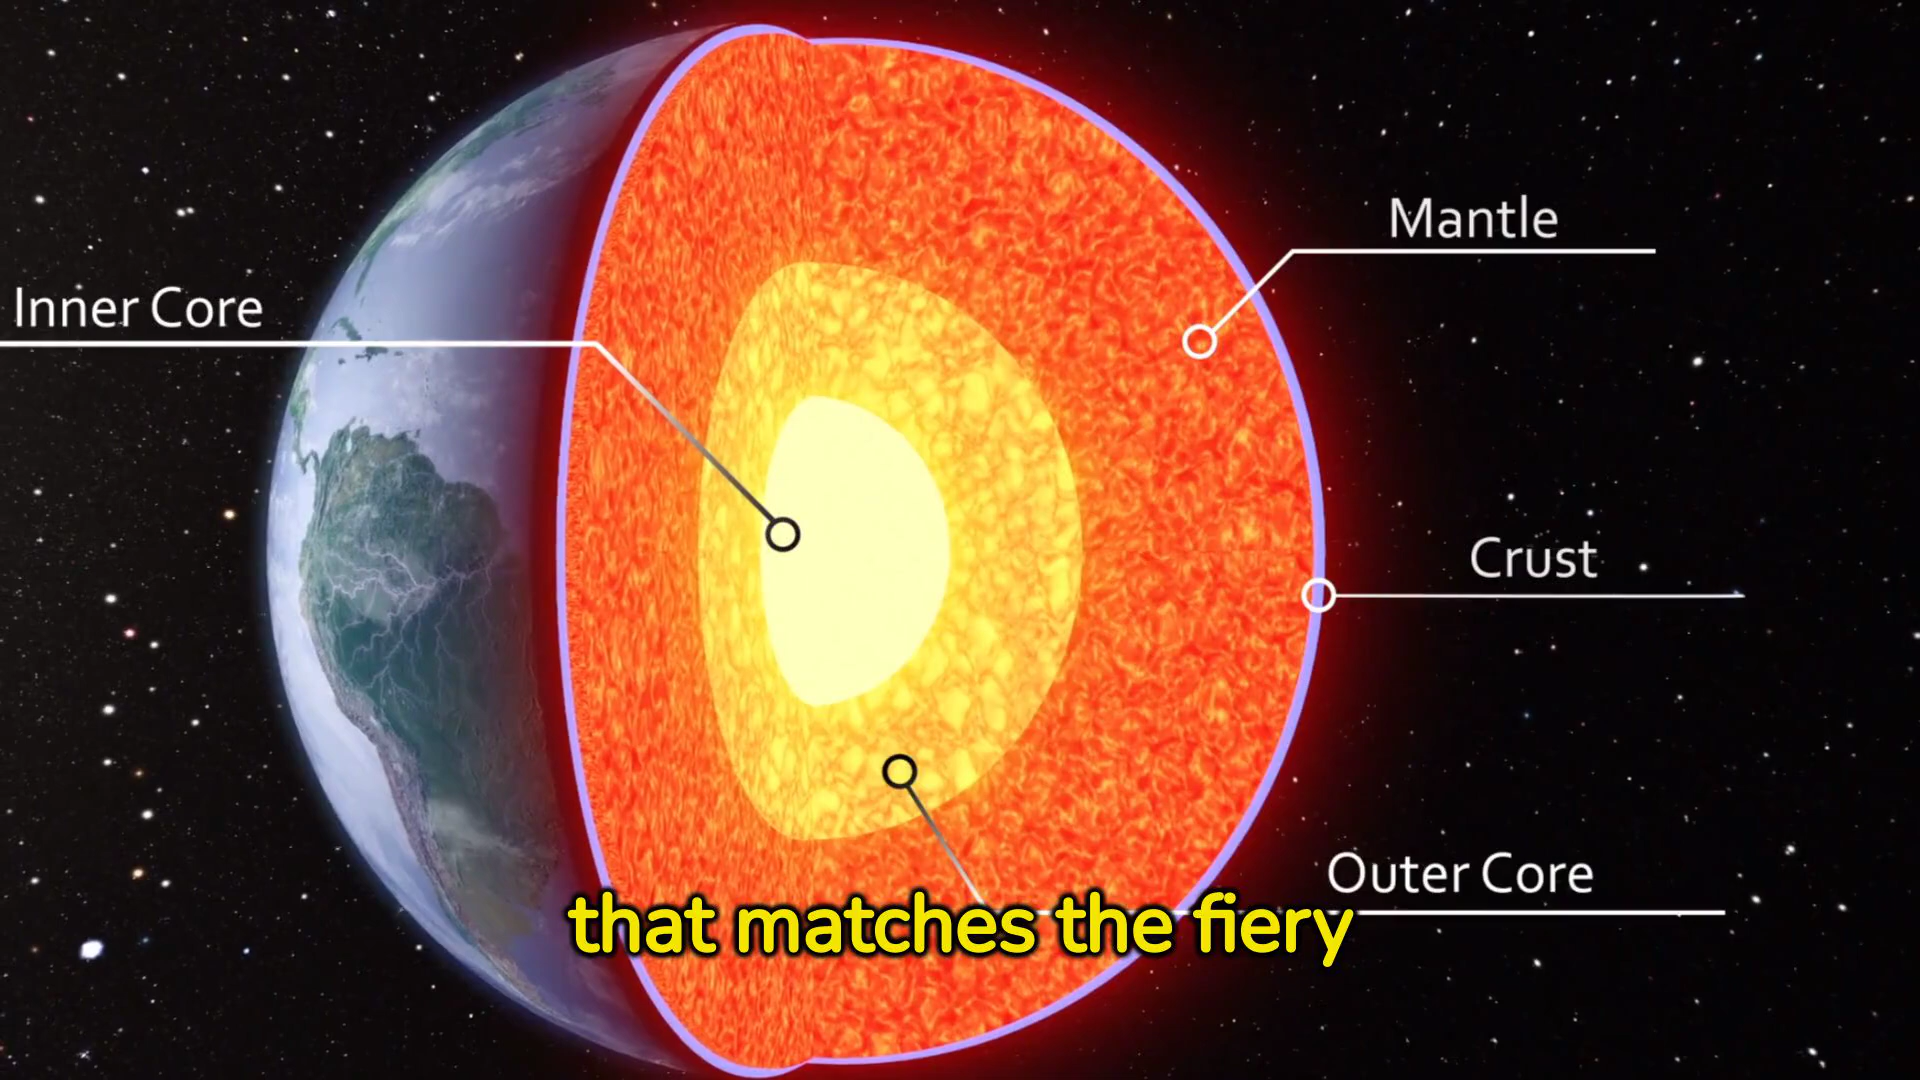 Mantle
Inner Core
Crust
Outer Core
that matches the fiery